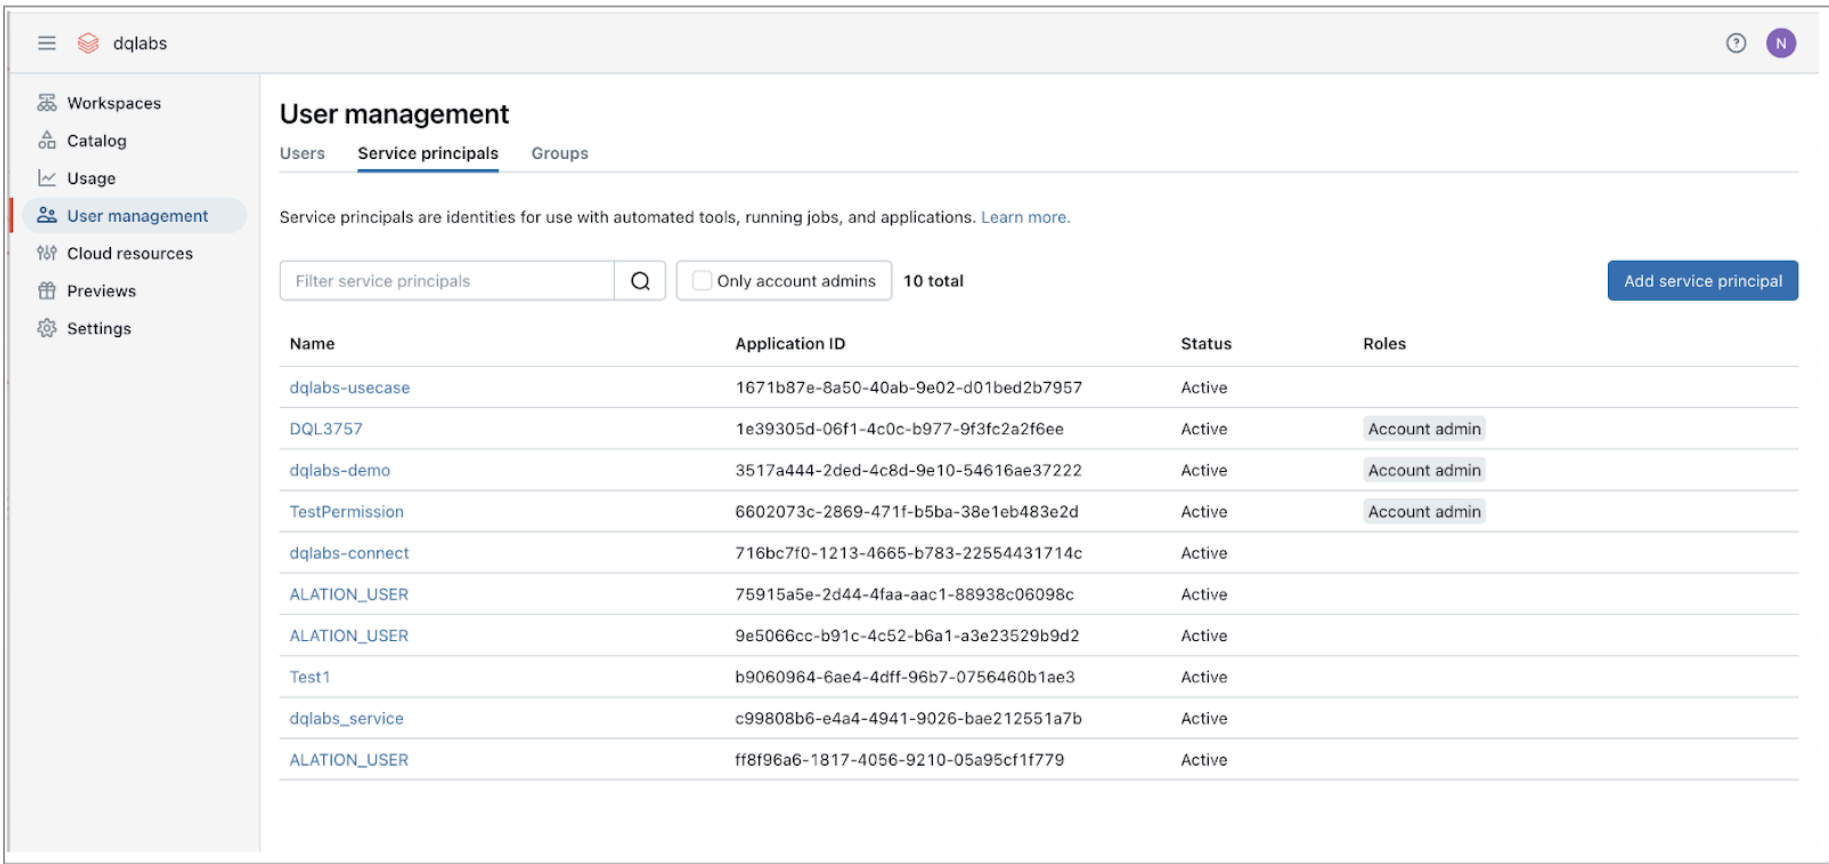 dqlabs
? N
Workspaces
Catalog
Usage
User management
Cloud resources
Previews
Settings
User management
Users Service principals Groups
Service principals are identities for use with automated tools, running jobs, and applications. Learn more.
Filter service principals Only account admins 10 total Add service principal
Name Application ID Status Roles
dqlabs-usecase 1671b87e-8a50-40ab-9e02-d01bed2b7957 Active
DQL3757 1e39305d-06f1-4c0c-b977-9f3fc2a2f6ee Active Account admin
dqlabs-demo 3517a444-2ded-4c8d-9e10-54616ae37222 Active Account admin
TestPermission 6602073c-2869-471f-b5ba-38e1eb483e2d Active Account admin
dqlabs-connect 716bc7f0-1213-4665-b783-22554431714c Active
ALATION_USER 75915a5e-2d44-4faa-aac1-88938c06098c Active
ALATION_USER 9e5066cc-b91c-4c52-b6a1-a3e23529b9d2 Active
Test1 b9060964-6ae4-4dff-96b7-0756460b1ae3 Active
dqlabs_service c99808b6-e4a4-4941-9026-bae212551a7b Active
ALATION_USER ff8f96a6-1817-4056-9210-05a95cf1f779 Active